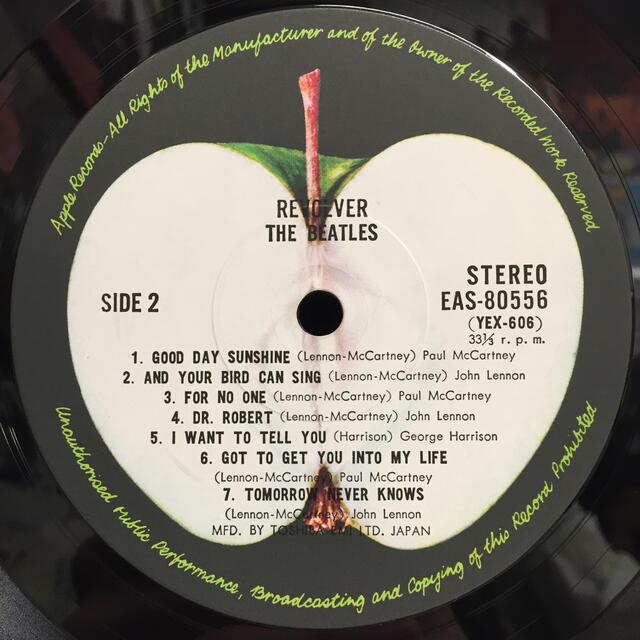 Apple Records-All Rights of the Manufacturer and of the Owner of the Recorded Work Reserved
REVOLVER
THE BEATLES
SIDE 2
STEREO
EAS-80556
(YEX-606)
33⅓ r. p. m.
1. GOOD DAY SUNSHINE (Lennon-McCartney) Paul McCartney
2. AND YOUR BIRD CAN SING (Lennon-McCartney) John Lennon
3. FOR NO ONE (Lennon-McCartney) Paul McCartney
4. DR. ROBERT (Lennon-McCartney) John Lennon
5. I WANT TO TELL YOU (Harrison) George Harrison
6. GOT TO GET YOU INTO MY LIFE
(Lennon-McCartney) Paul McCartney
7. TOMORROW NEVER KNOWS
(Lennon-McCartney) John Lennon
MFD. BY TOSHIBA-EMI LTD. JAPAN
Unauthorised Public Performance, Broadcasting and Copying of this Record Prohibited